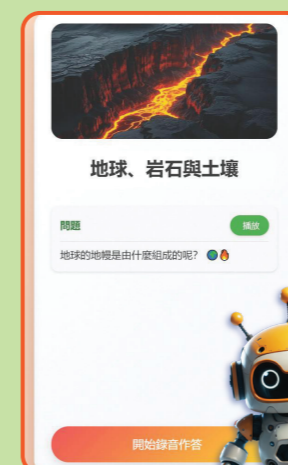 地球、岩石與土壤
問題
播放
地球的地幔是由什麼組成的呢？ 🌍🔥
開始錄音作答